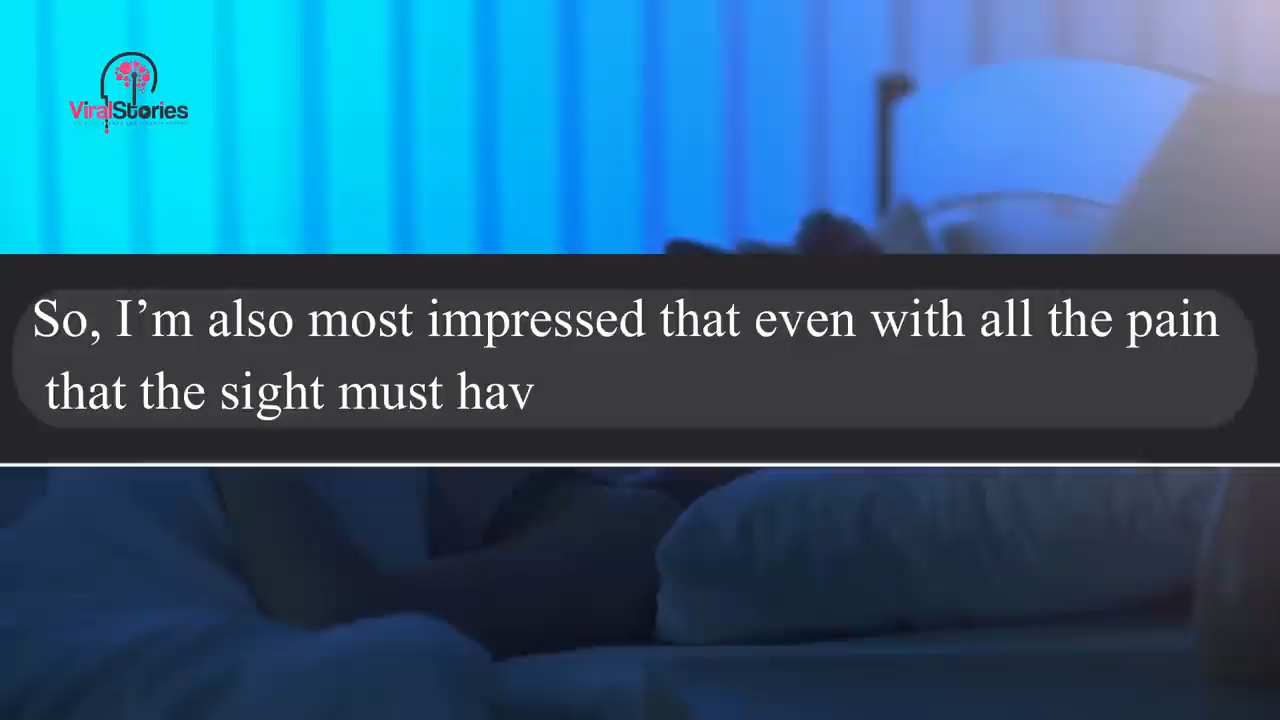 ViralStories
So, I’m also most impressed that even with all the pain
that the sight must hav